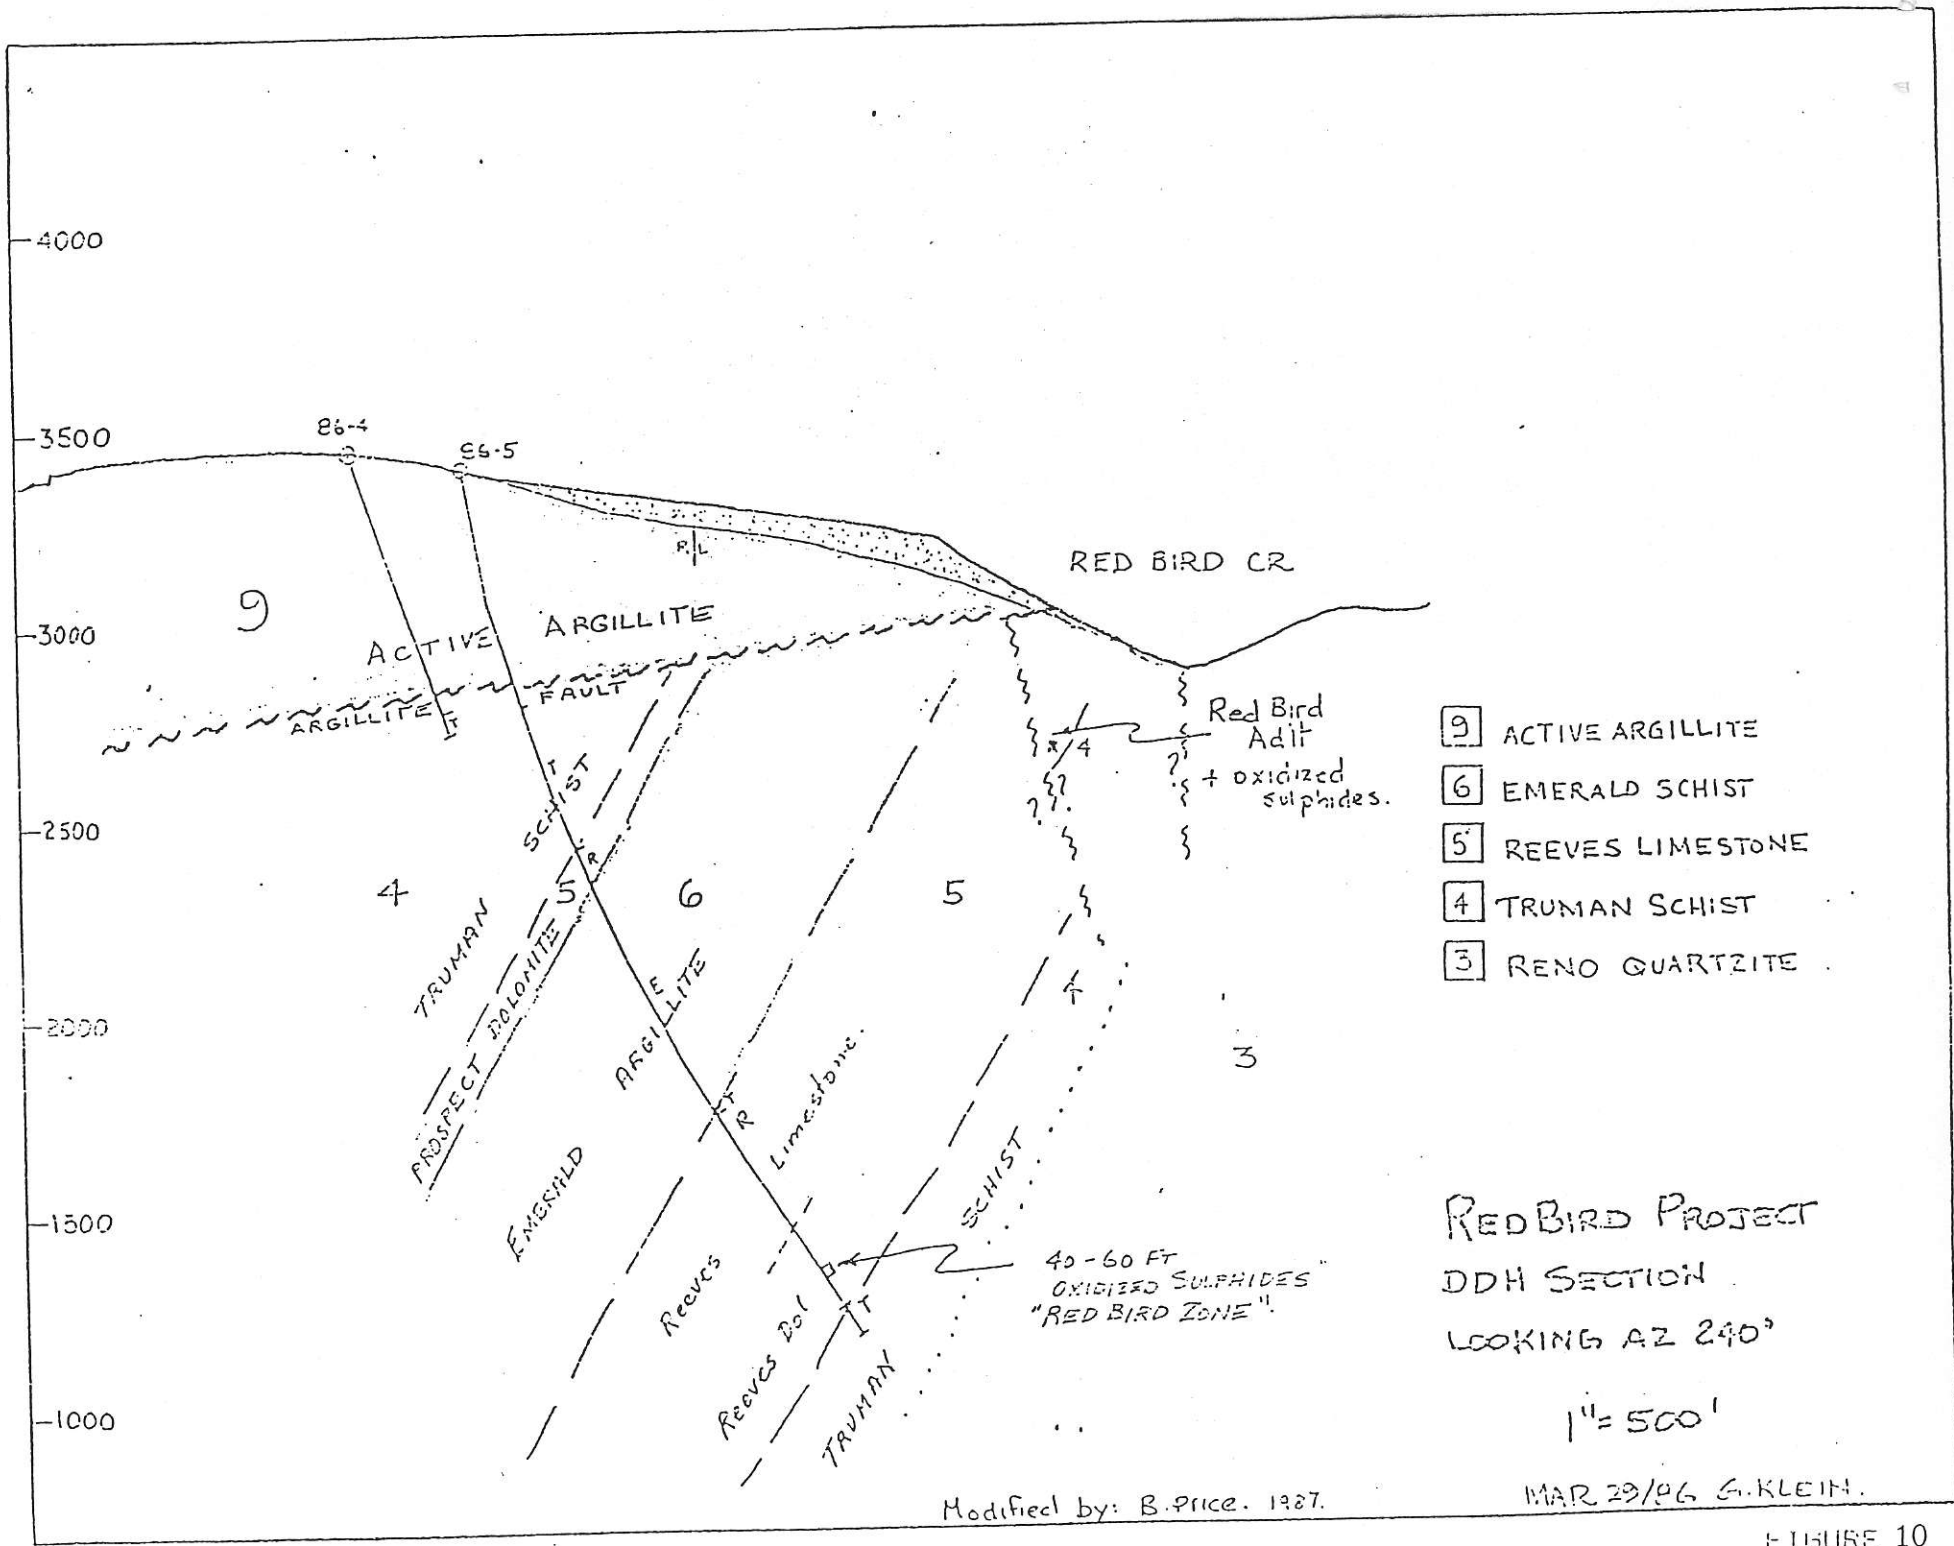 4000
3500
3000
2500
2000
1500
1000
86-4
86-5
RED BIRD CR
R L
9
ACTIVE ARGILLITE
ARGILLITE FAULT
T
Red Bird
Adit
+ oxidized
sulphides.
4
?
?
?
T
R
4
TRUMAN SCHIST
5
6
5
PROSPECT DOLOMITE
E
EMERALD ARGILLITE
R
Reeves Limestone.
Reeves Dol
4
3
TRUMAN SCHIST
T
40-60 FT
OXIDIZED SULPHIDES"
"RED BIRD ZONE".
9 ACTIVE ARGILLITE
6 EMERALD SCHIST
5 REEVES LIMESTONE
4 TRUMAN SCHIST
3 RENO QUARTZITE
RED BIRD PROJECT
DDH SECTION
LOOKING AZ 240°
1"= 500'
Modified by: B.Price. 1987.
MAR 29/86 G.KLEIN.
FIGURE 10